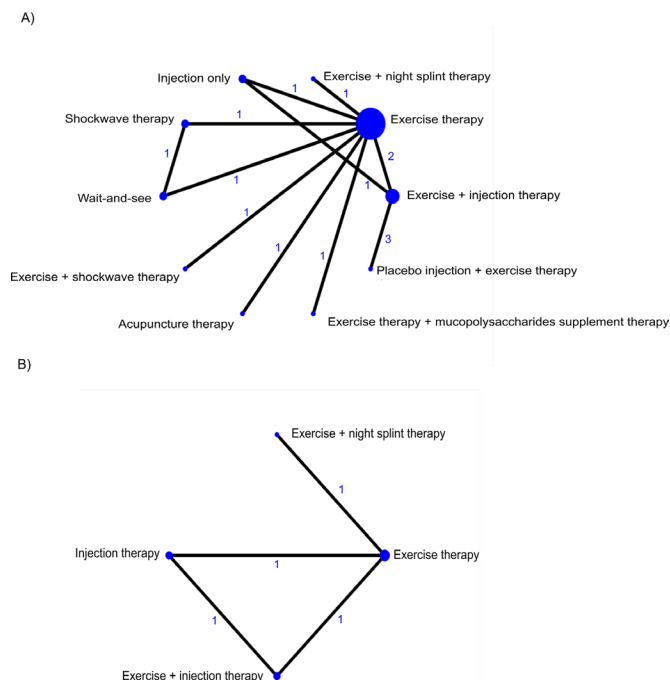 A)
Injection only
Exercise + night splint therapy
1
1
Shockwave therapy
1
Exercise therapy
1
2
Wait-and-see
1
1
Exercise + injection therapy
1
3
Exercise + shockwave therapy
1
1
Placebo injection + exercise therapy
Acupuncture therapy
Exercise therapy + mucopolysaccharides supplement therapy
B)
Exercise + night splint therapy
1
Injection therapy
1
Exercise therapy
1
1
Exercise + injection therapy